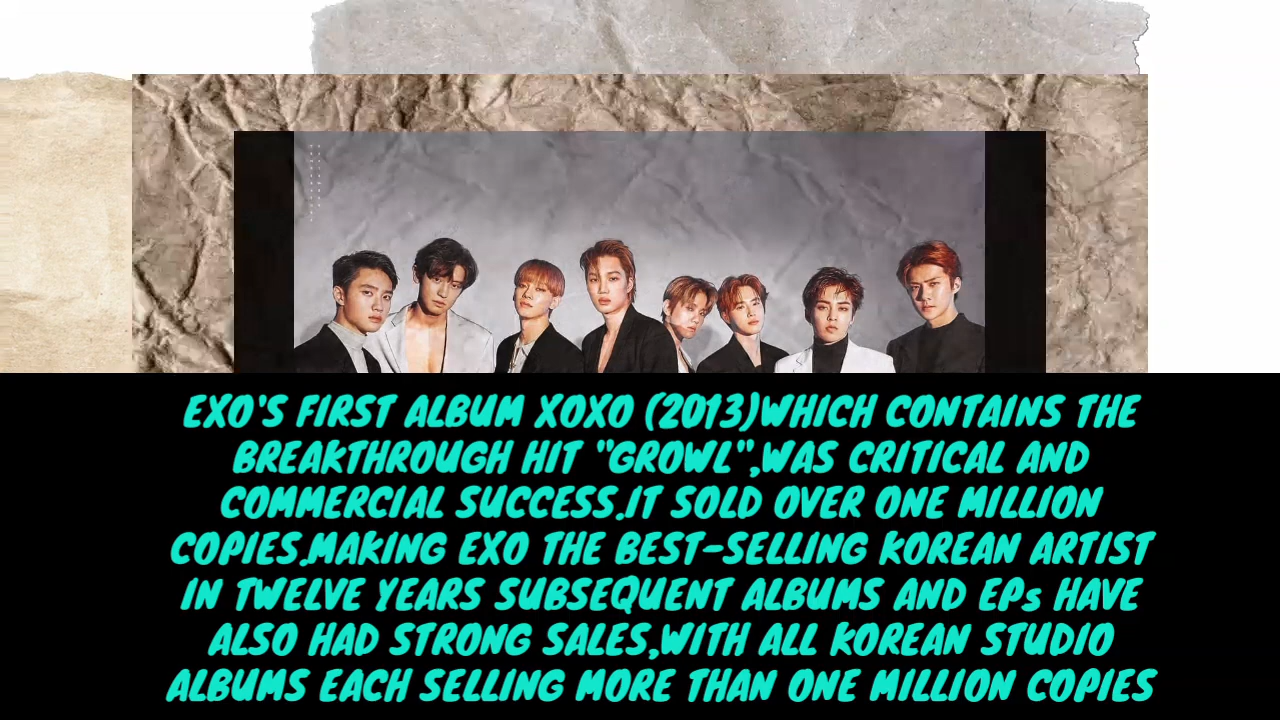 EXO'S FIRST ALBUM XOXO (2013)WHICH CONTAINS THE
BREAKTHROUGH HIT "GROWL",WAS CRITICAL AND
COMMERCIAL SUCCESS.IT SOLD OVER ONE MILLION
COPIES.MAKING EXO THE BEST-SELLING KOREAN ARTIST
IN TWELVE YEARS SUBSEQUENT ALBUMS AND EPs HAVE
ALSO HAD STRONG SALES,WITH ALL KOREAN STUDIO
ALBUMS EACH SELLING MORE THAN ONE MILLION COPIES